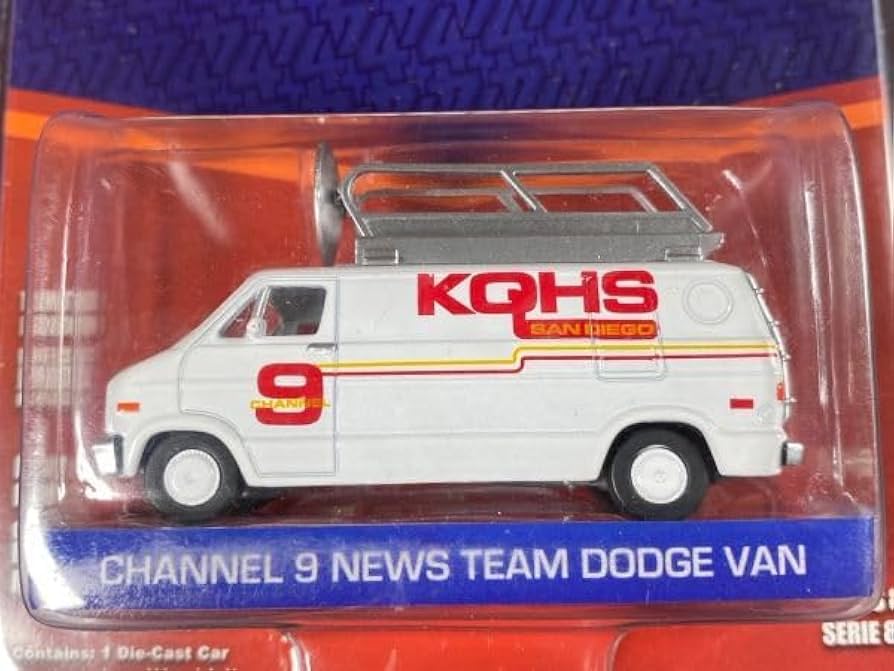 KQHS
SAN DIEGO
9
CHANNEL
CHANNEL 9 NEWS TEAM DODGE VAN
SERIE 8
Contains: 1 Die-Cast Car